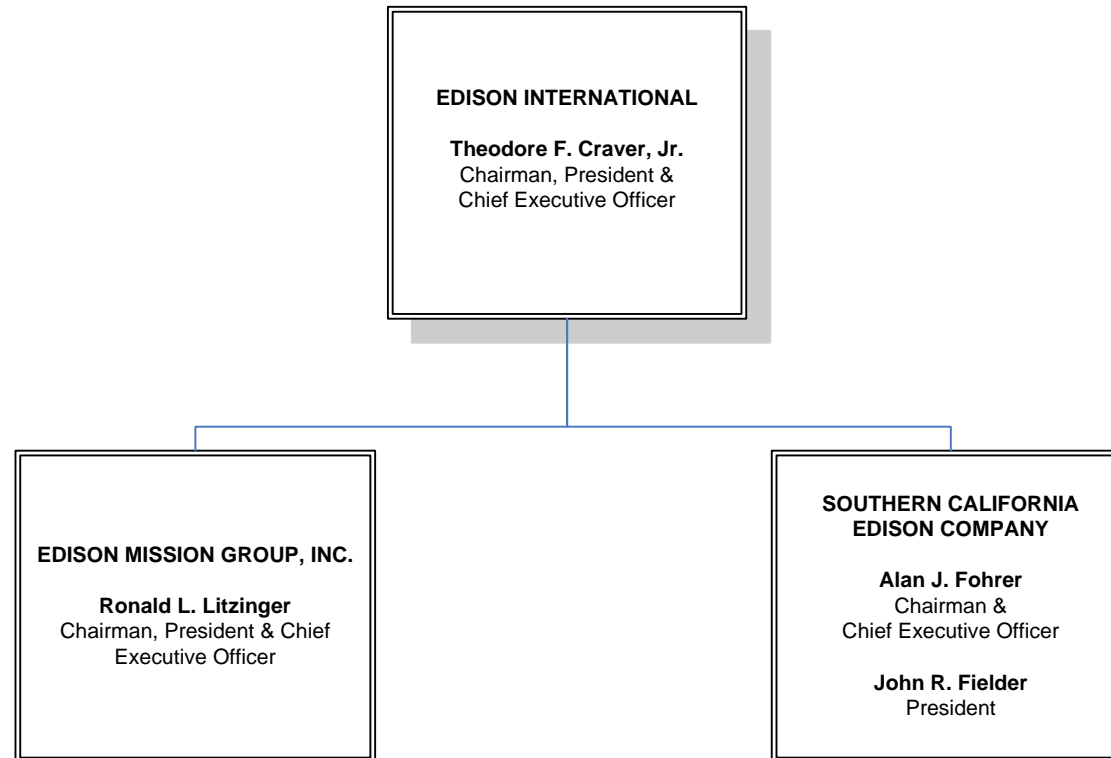 EDISON INTERNATIONAL
Theodore F. Craver, Jr.
Chairman, President &
Chief Executive Officer
EDISON MISSION GROUP, INC.
Ronald L. Litzinger
Chairman, President & Chief
Executive Officer
SOUTHERN CALIFORNIA
EDISON COMPANY
Alan J. Fohrer
Chairman &
Chief Executive Officer
John R. Fielder
President